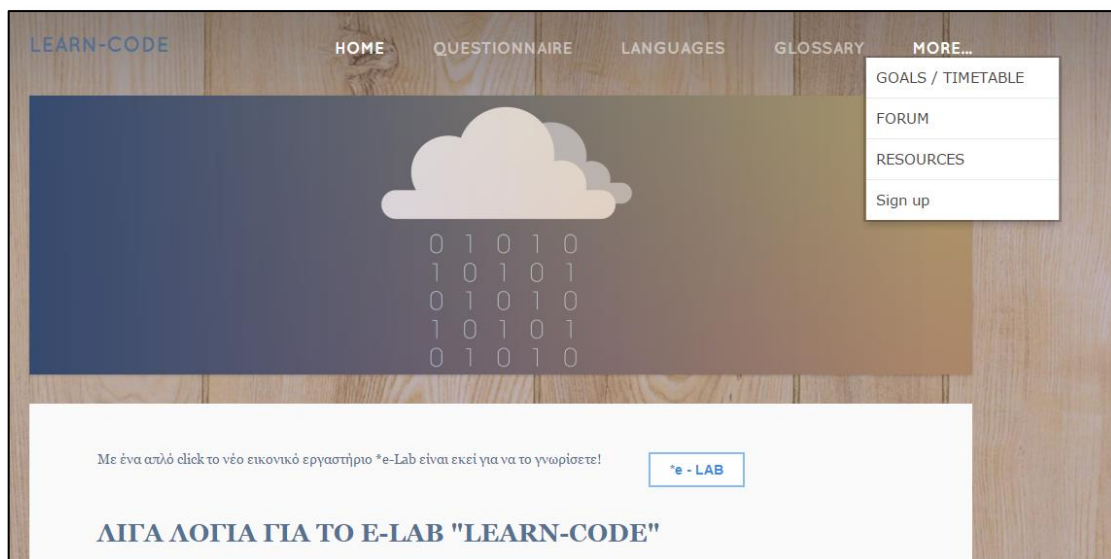 LEARN-CODE
HOME QUESTIONNAIRE LANGUAGES GLOSSARY MORE...
GOALS / TIMETABLE
FORUM
RESOURCES
Sign up
0 1 0 1 0
1 0 1 0 1
0 1 0 1 0
1 0 1 0 1
0 1 0 1 0
Με ένα απλό click το νέο εικονικό εργαστήριο *e-Lab είναι εκεί για να το γνωρίσετε!
*e - LAB
ΛΙΓΑ ΛΟΓΙΑ ΓΙΑ ΤΟ E-LAB "LEARN-CODE"